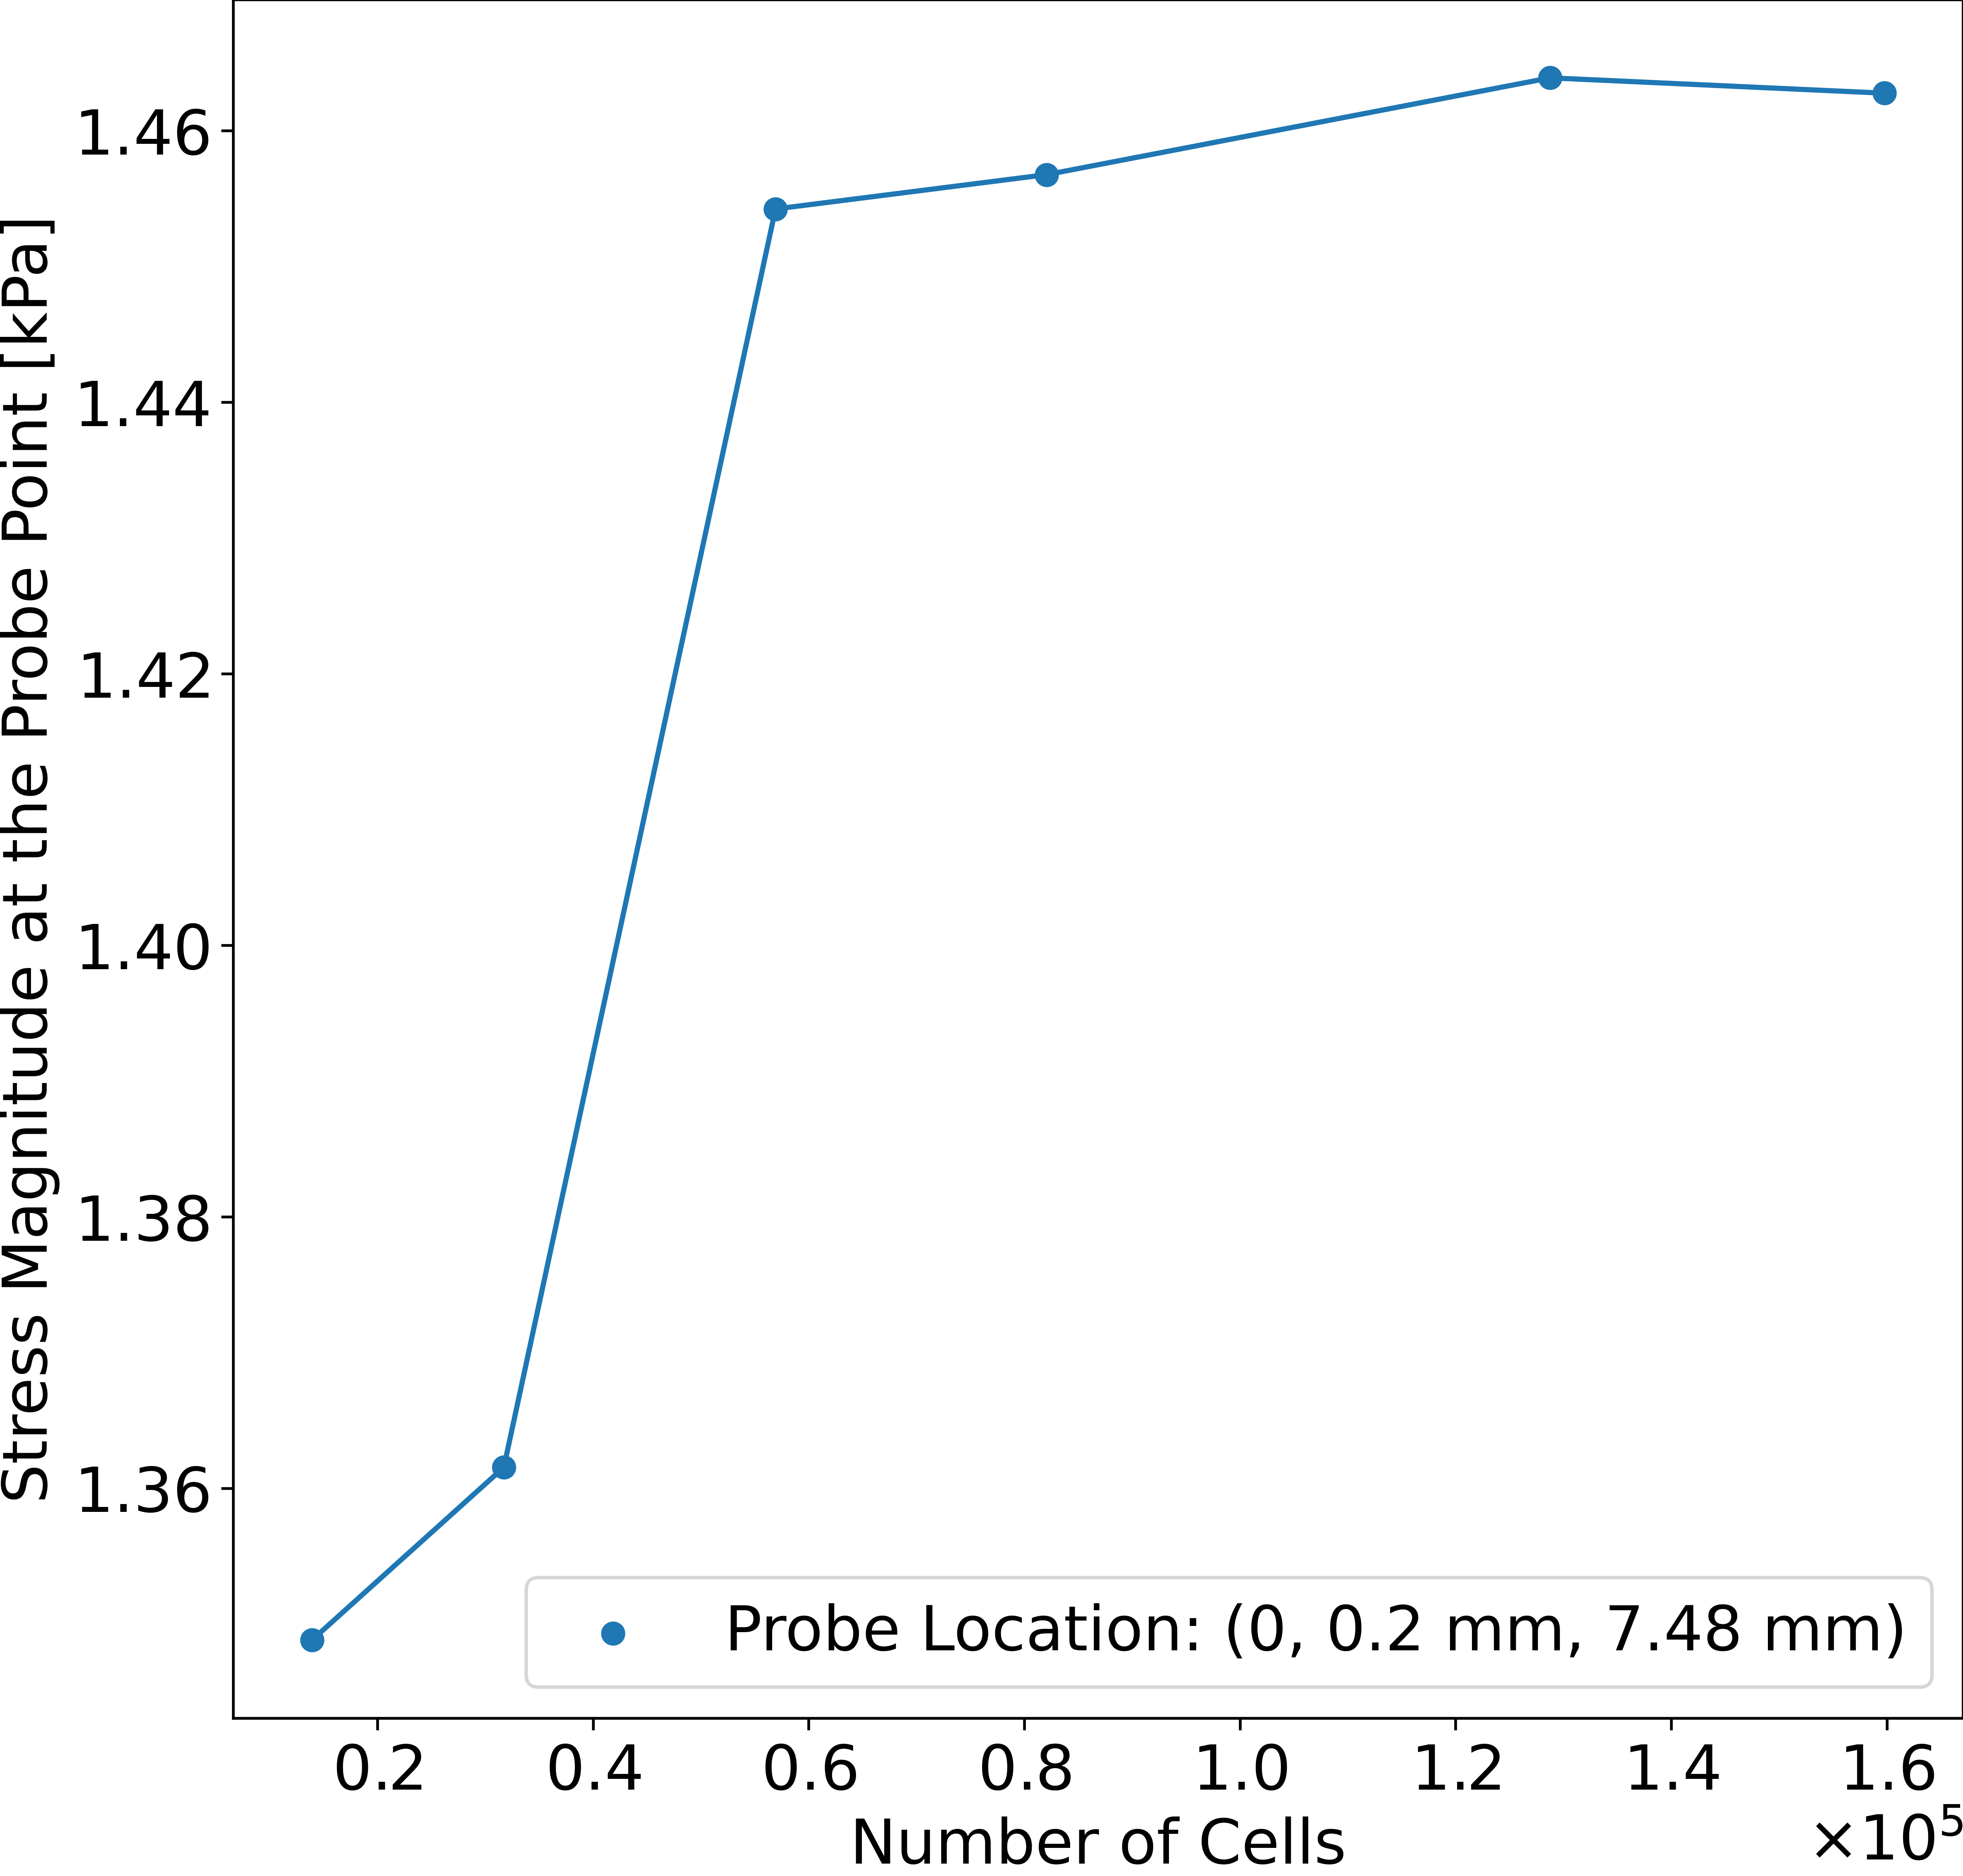 Stress Magnitude at the Probe Point [kPa]
1.46
1.44
1.42
1.40
1.38
1.36
Probe Location: (0, 0.2 mm, 7.48 mm)
0.2 0.4 0.6 0.8 1.0 1.2 1.4 1.6
Number of Cells
×10⁵